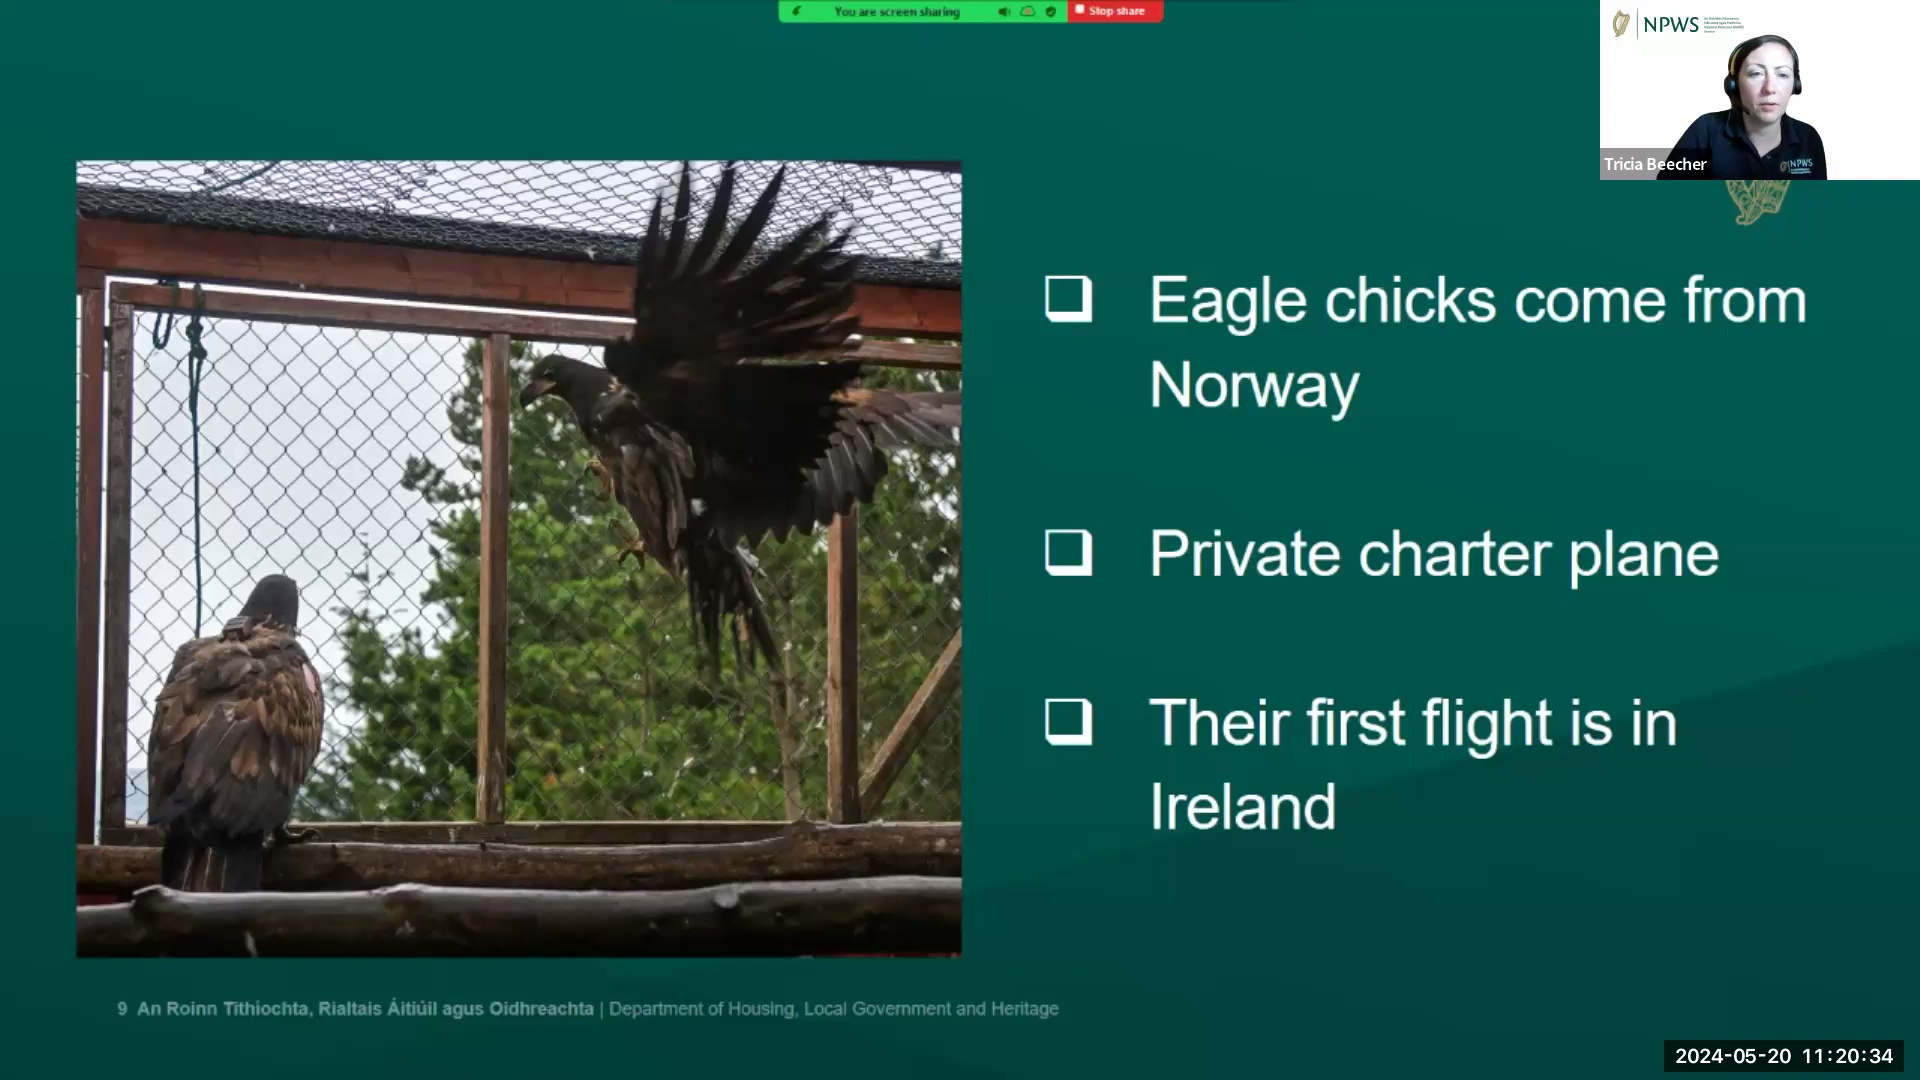 You are screen sharing
Stop share
NPWS
Tricia Beecher
NPWS
Eagle chicks come from
Norway
Private charter plane
Their first flight is in
Ireland
9 An Roinn Tithíochta, Rialtais Áitiúil agus Oidhreachta | Department of Housing, Local Government and Heritage
2024-05-20 11:20:34